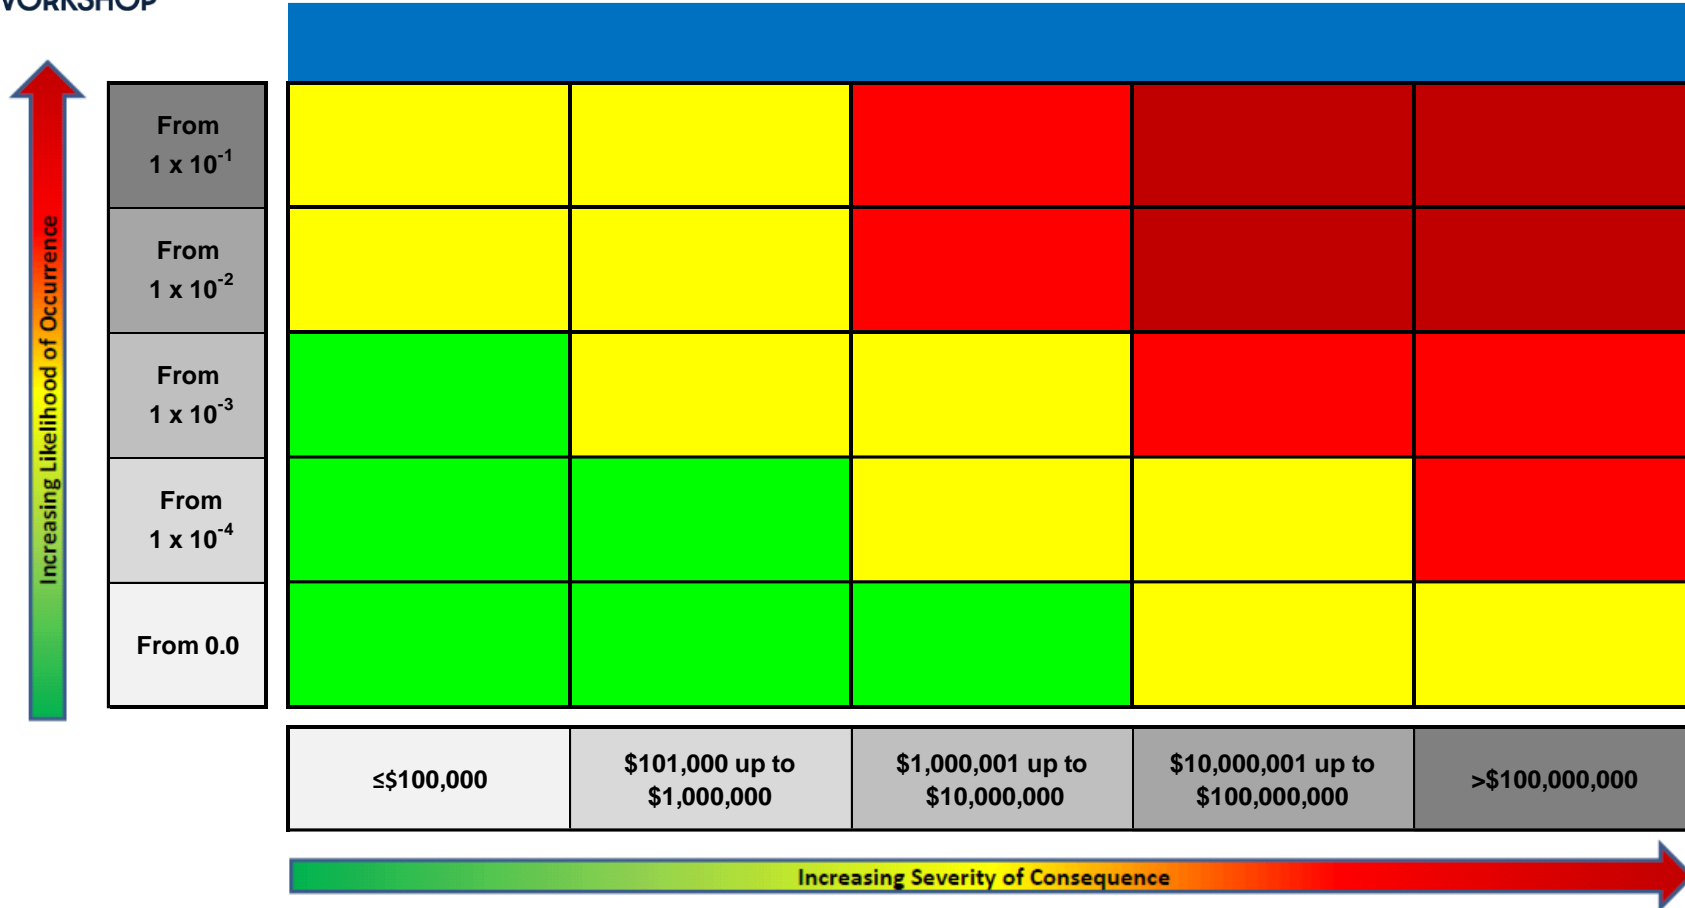 WORKSHOP
Increasing Likelihood of Occurrence
From
1 x 10⁻¹
From
1 x 10⁻²
From
1 x 10⁻³
From
1 x 10⁻⁴
From 0.0
≤$100,000
$101,000 up to
$1,000,000
$1,000,001 up to
$10,000,000
$10,000,001 up to
$100,000,000
>$100,000,000
Increasing Severity of Consequence